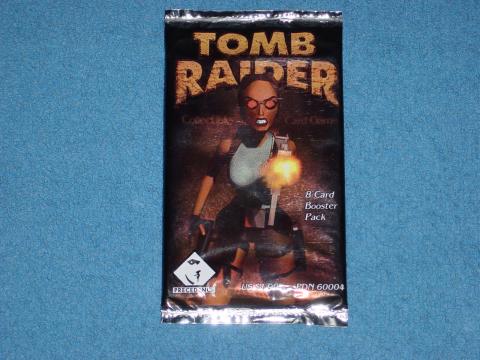 TOMB
RAIDER
Collectible Card Game
8-Card
Booster
Pack
PRECEDENCE
PDN 60004